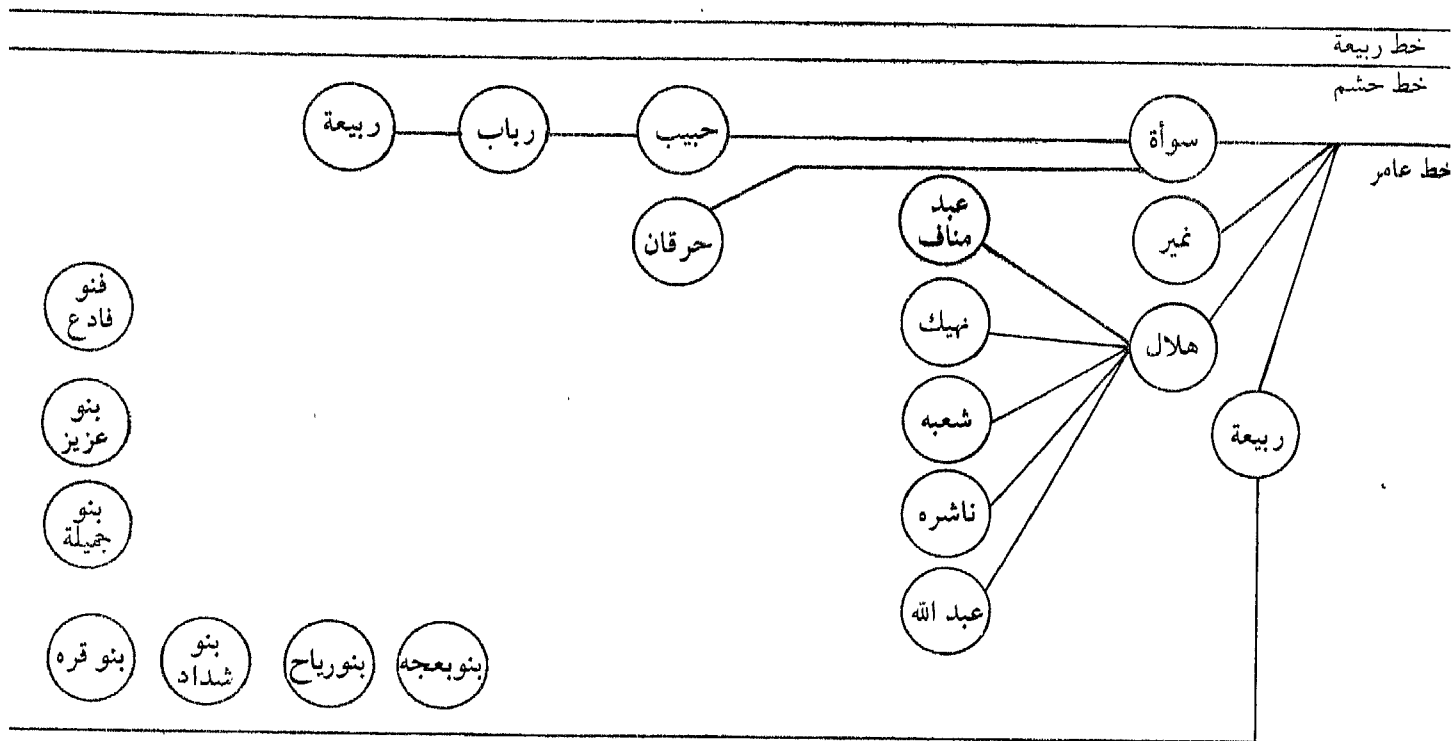 خط ربيعة
خط حشم
خط عامر
سوأة
حبيب
رباب
ربيعة
حرقان
نمير
عبد
مناف
هلال
نهيك
شعبه
ناشره
عبد الله
ربيعة
فنو
فادع
بنو
عزيز
بنو
جميلة
بنوبعجه
بنورياح
بنو
شداد
بنو قره